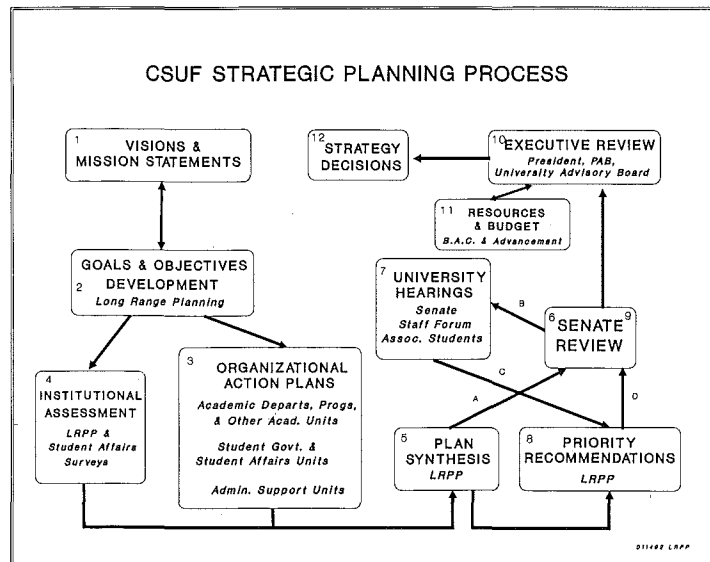 CSUF STRATEGIC PLANNING PROCESS
1
VISIONS &
MISSION STATEMENTS
12
STRATEGY
DECISIONS
10
EXECUTIVE REVIEW
President, PAB,
University Advisory Board
11
RESOURCES
& BUDGET
B.A.C. & Advancement
GOALS & OBJECTIVES
DEVELOPMENT
2
Long Range Planning
7
UNIVERSITY
HEARINGS
Senate
Staff Forum
Assoc. Students
B
6
9
SENATE
REVIEW
4
INSTITUTIONAL
ASSESSMENT
LRPP &
Student Affairs
Surveys
3
ORGANIZATIONAL
ACTION PLANS
Academic Departs, Progs,
& Other Acad. Units
Student Govt. &
Student Affairs Units
Admin. Support Units
C
A
D
5
PLAN
SYNTHESIS
LRPP
8
PRIORITY
RECOMMENDATIONS
LRPP
011492 LRPP